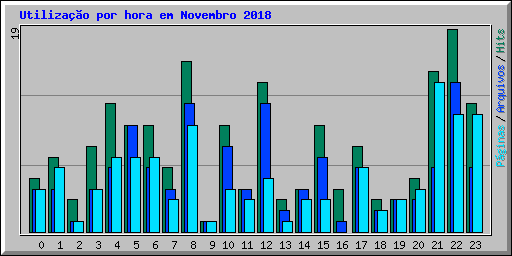 Utilização por hora em Novembro 2018
19
Páginas / Arquivos / Hits
0 1 2 3 4 5 6 7 8 9 10 11 12 13 14 15 16 17 18 19 20 21 22 23